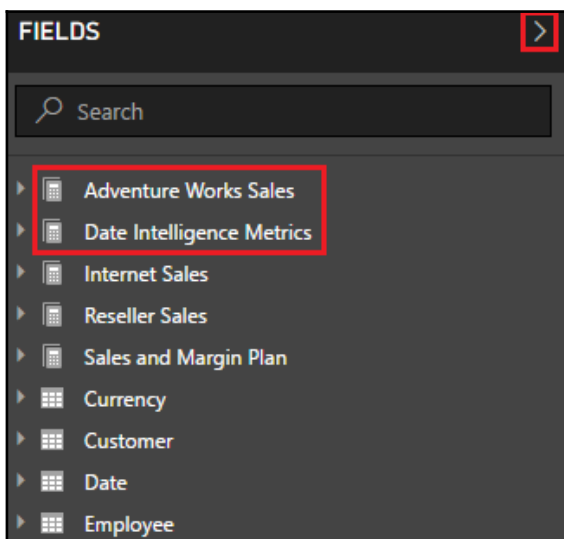 FIELDS
Search
Adventure Works Sales
Date Intelligence Metrics
Internet Sales
Reseller Sales
Sales and Margin Plan
Currency
Customer
Date
Employee